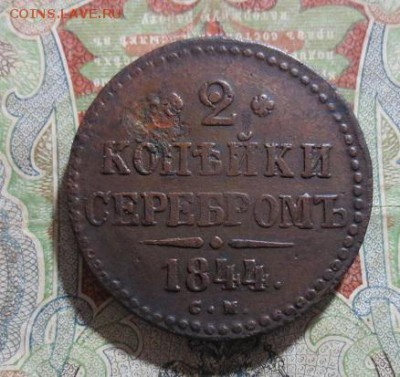 COINS.LAVE.RU
2
КОПѢЙКИ
СЕРЕБРОМЪ
1844.
С.М.